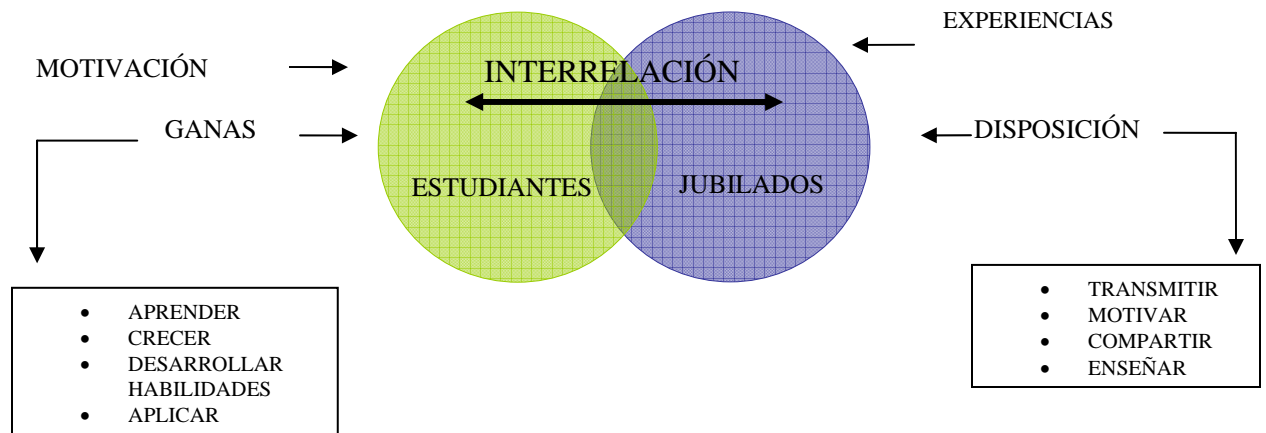 EXPERIENCIAS
MOTIVACIÓN
INTERRELACIÓN
GANAS
DISPOSICIÓN
ESTUDIANTES
JUBILADOS
• APRENDER
• CRECER
• DESARROLLAR
HABILIDADES
• APLICAR
• TRANSMITIR
• MOTIVAR
• COMPARTIR
• ENSEÑAR